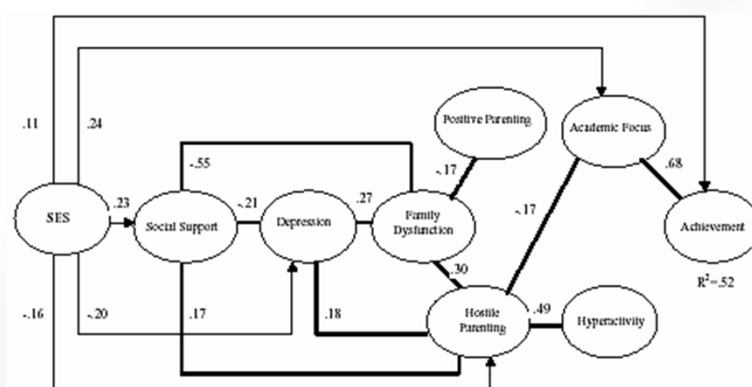 .11
.24
-.55
Positive Parenting
-.17
Academic Focus
.68
SES
.23
Social Support
-.21
Depression
.27
Family
Dysfunction
-.17
Achievement
R²=.52
-.16
-.20
.17
.18
.30
Hostile
Parenting
.49
Hyperactivity